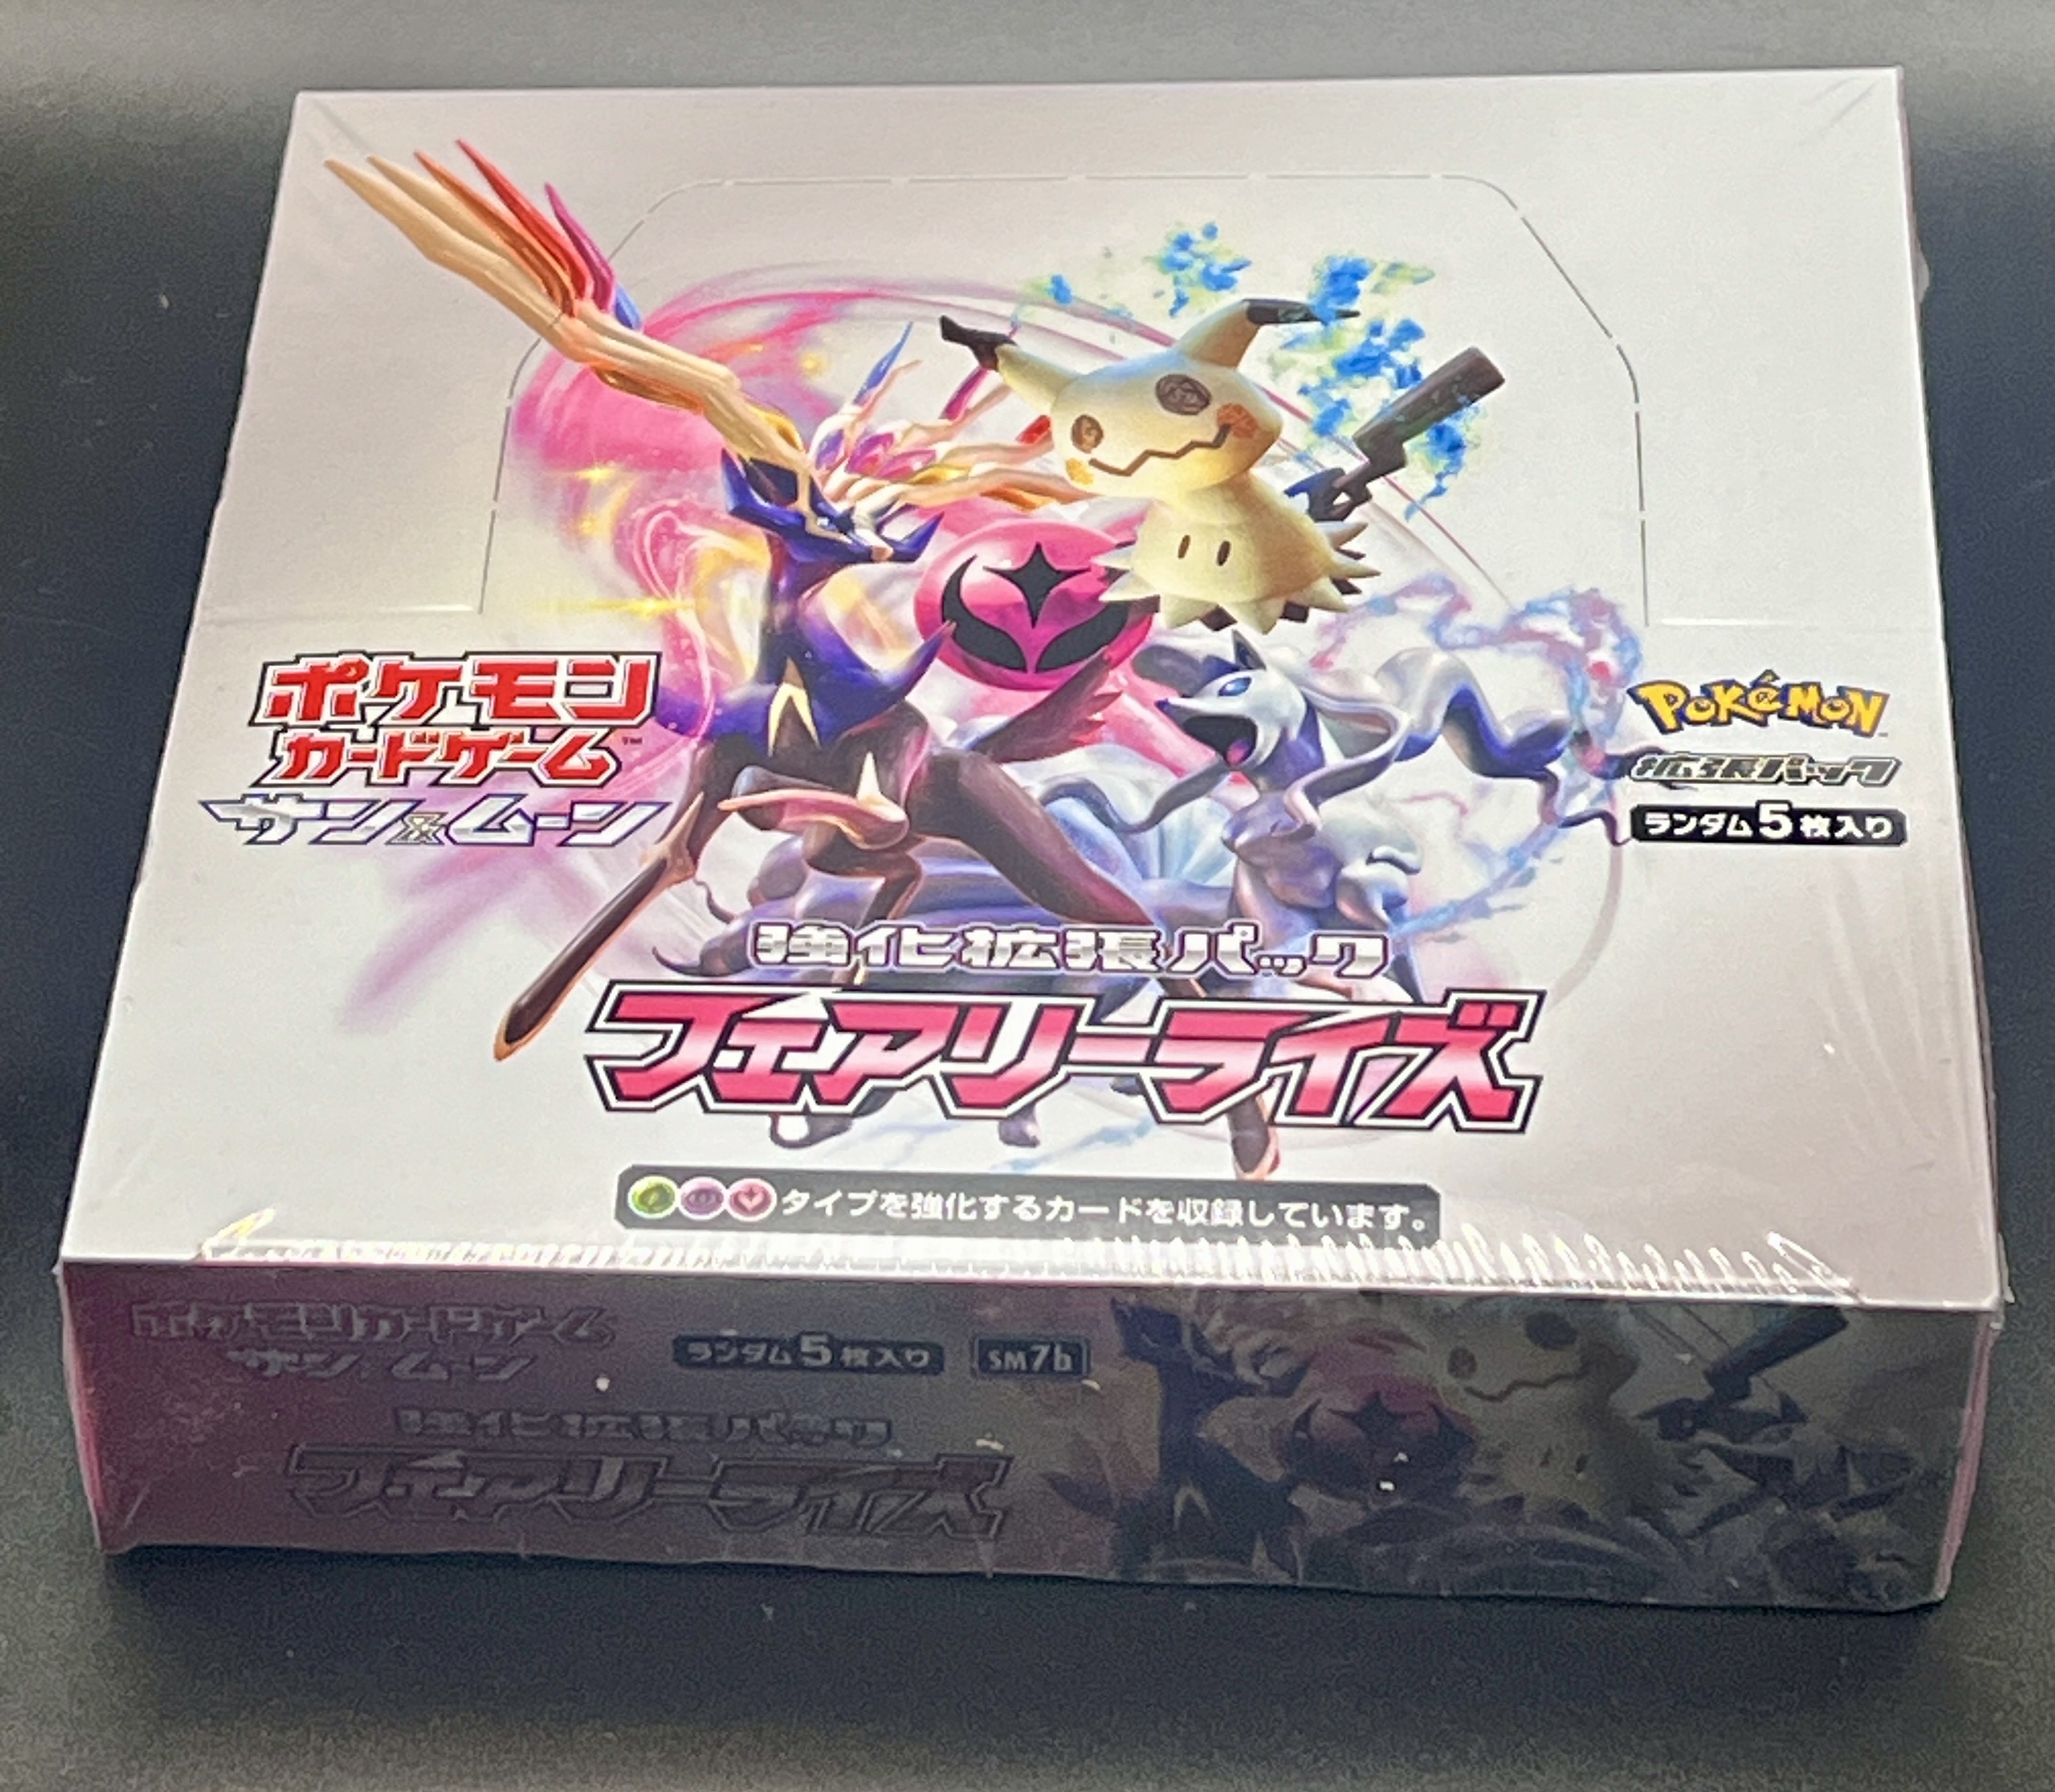 ポケモン
カードゲーム™
サン&ムーン
Pokémon
拡張パック
ランダム5枚入り
強化拡張パック
フェアリーライズ
タイプを強化するカードを収録しています。
ポケモンカードゲーム
サン ムーン
ランダム5枚入り
SM7b
強化拡張パック
フェアリーライズ